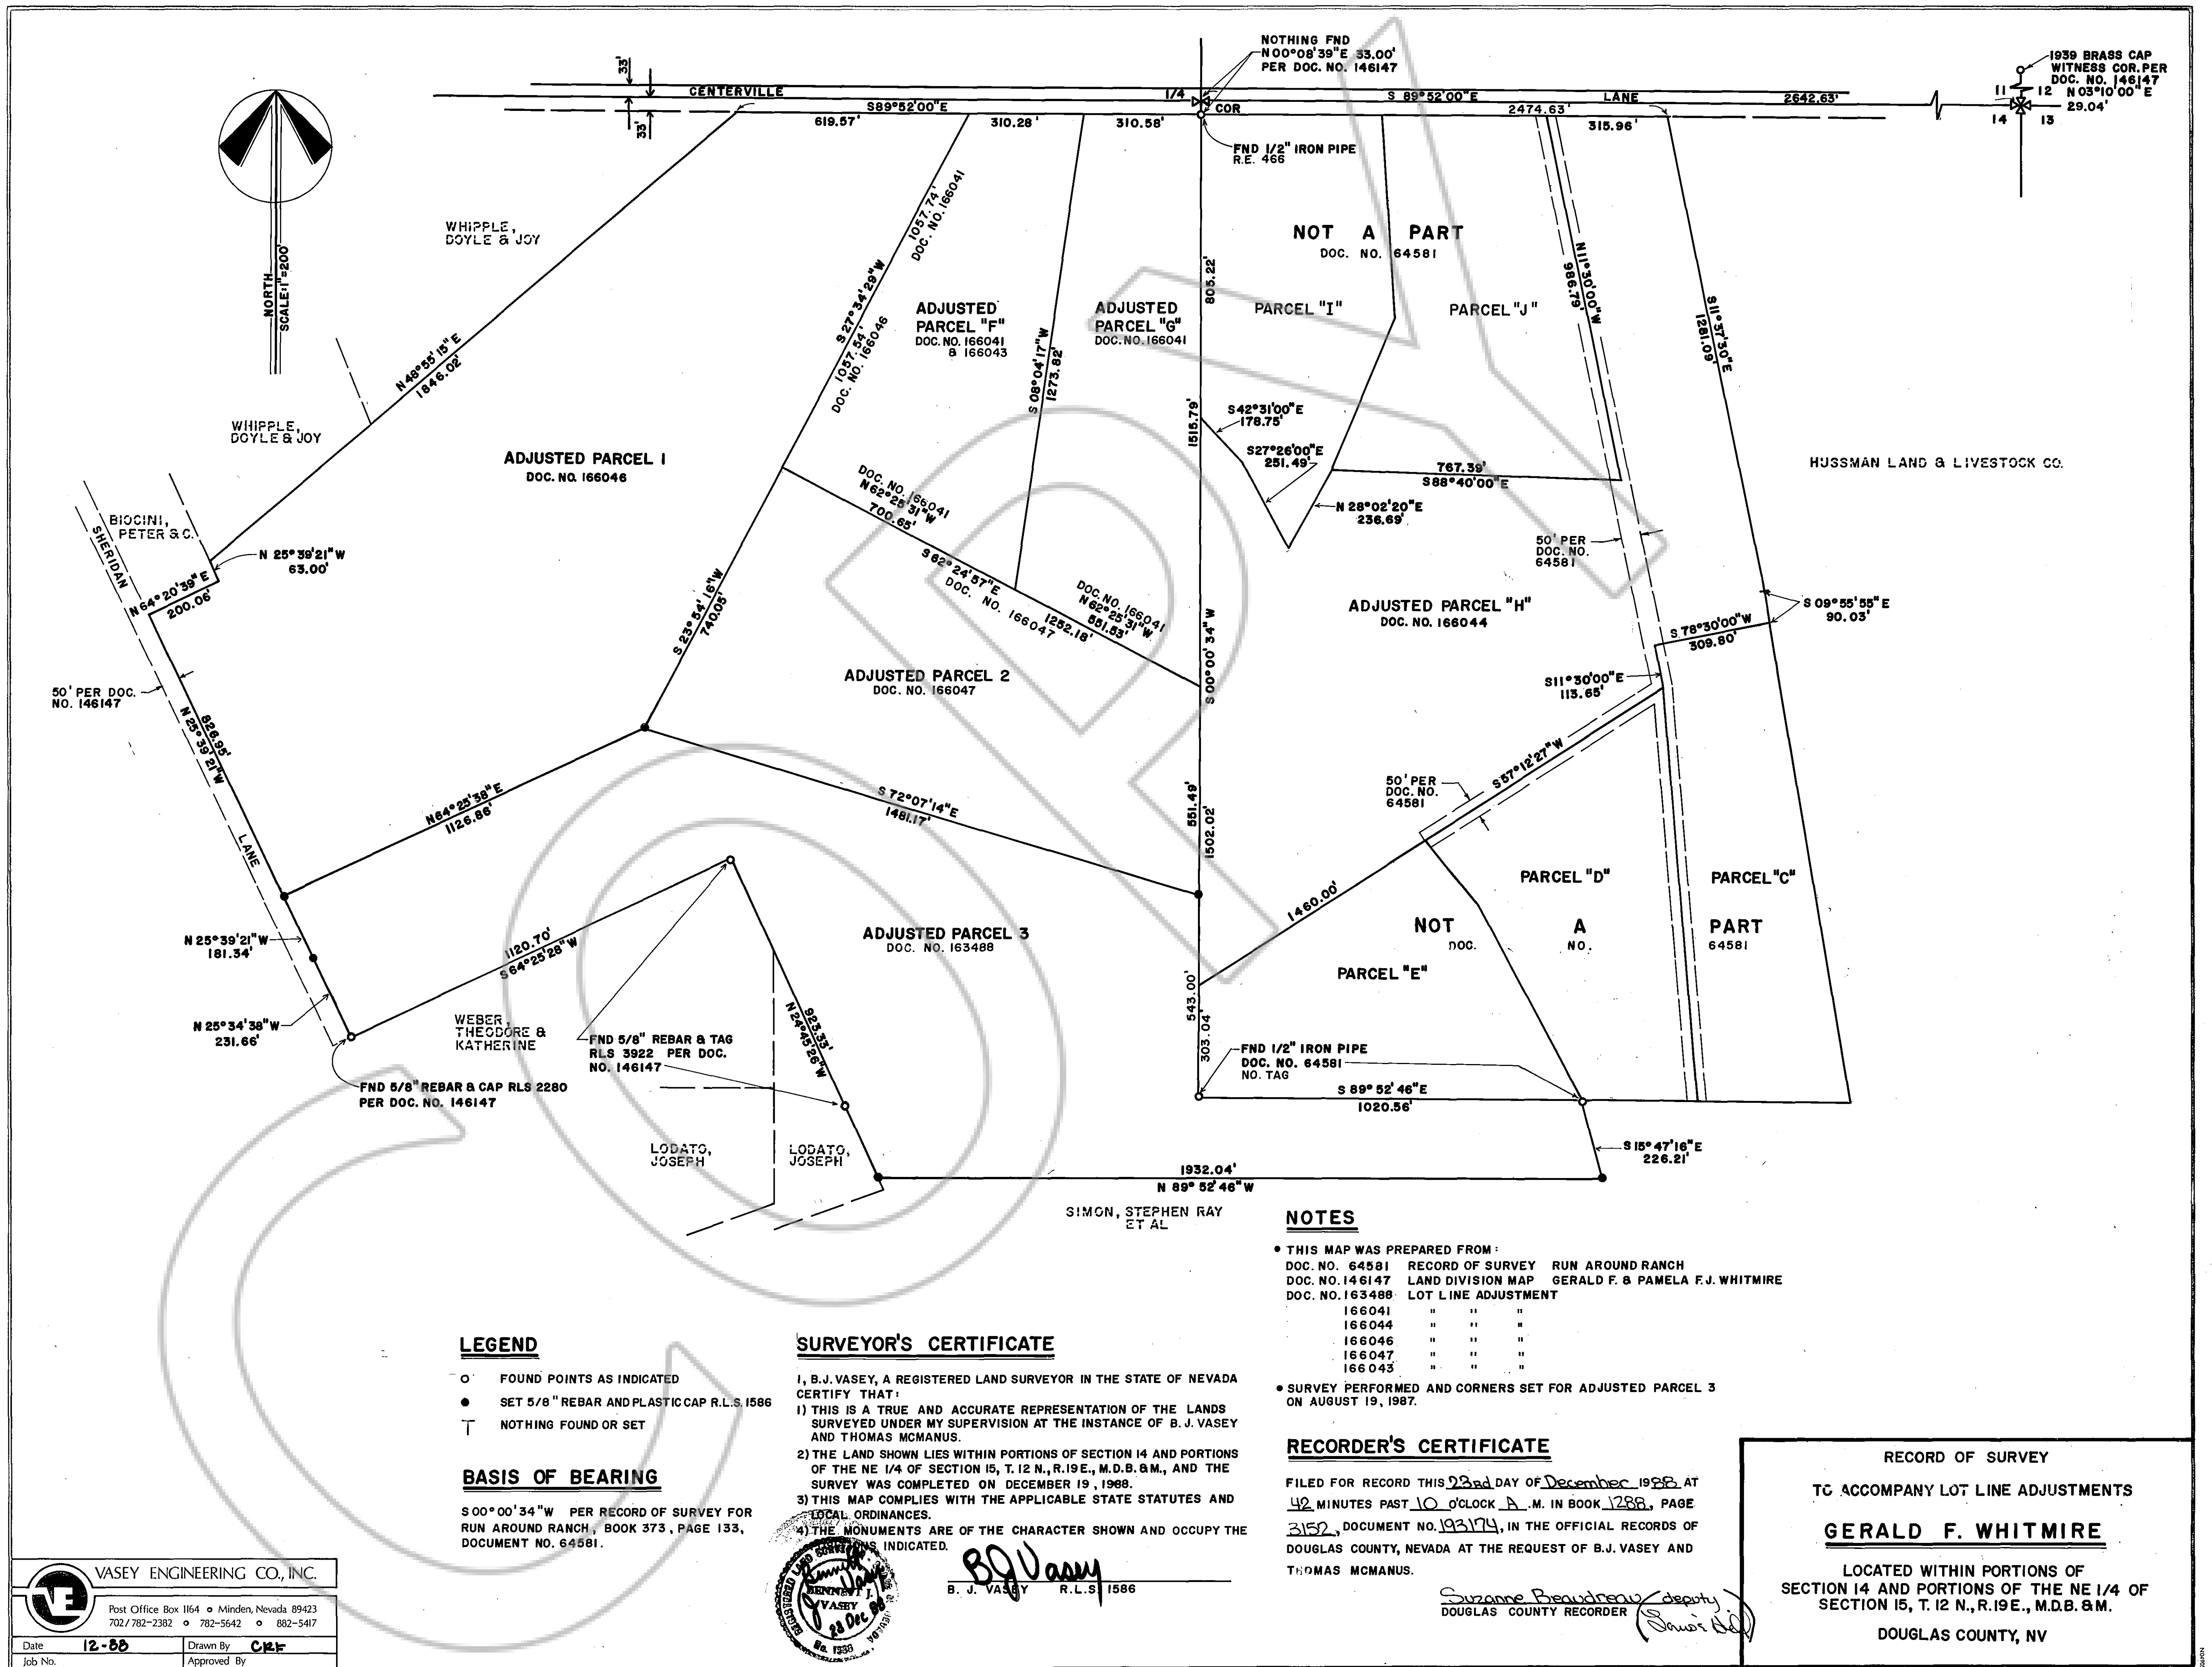 NOTHING FND
N 00°08'39"E 33.00'
PER DOC. NO. 146147
1939 BRASS CAP
WITNESS COR. PER
DOC. NO. 146147
N 03°10'00"E
29.04'
11
12
14
13
33'
33'
CENTERVILLE
1/4
COR
S 89°52'00"E
LANE
2642.63'
S89°52'00"E
2474.63'
619.57'
310.28'
310.58'
315.96'
FND 1/2" IRON PIPE
R.E. 466
NORTH
SCALE: 1"=200'
WHIPPLE,
DOYLE & JOY
WHIPPLE,
DOYLE & JOY
N 48°55'15"E
1846.02'
1057.74'
DOC. NO. 166041
S 27°34'29"W
1057.54'
DOC. NO. 166046
ADJUSTED
PARCEL "F"
DOC. NO. 166041
& 166043
S 08°04'17"W
1273.82'
ADJUSTED
PARCEL "G"
DOC. NO. 166041
805.22'
1515.79'
NOT A PART
DOC. NO. 64581
PARCEL "I"
PARCEL "J"
N11°30'00"W
986.79'
S11°37'30"E
1281.09'
S42°31'00"E
178.75'
S27°26'00"E
251.49'
N 28°02'20"E
236.69'
767.39'
S88°40'00"E
HUSSMAN LAND & LIVESTOCK CO.
50' PER
DOC. NO.
64581
ADJUSTED PARCEL 1
DOC. NO. 166046
DOC. NO. 166041
N 62°25'31"W
700.65'
S 62°24'57"E
DOC. NO. 166047
1252.18'
DOC. NO. 166041
N 62°25'31"W
551.53'
BIOCINI,
PETER & C.
SHERIDAN
LANE
N 25°39'21"W
63.00'
N 64°20'39"E
200.06'
50' PER DOC.
NO. 146147
826.95'
N 25°39'21"W
S 23°54'16"W
740.05'
ADJUSTED PARCEL 2
DOC. NO. 166047
S 00°00'34"W
ADJUSTED PARCEL "H"
DOC. NO. 166044
S 09°55'55"E
90.03'
S 78°30'00"W
309.80'
S11°30'00"E
113.65'
S 57°12'27"W
50' PER
DOC. NO.
64581
1460.00'
N64°25'38"E
1126.86'
S 72°07'14"E
1481.17'
551.49'
1502.02'
N 25°39'21"W
181.34'
N 25°34'38"W
231.66'
1120.70'
S 64°25'28"W
ADJUSTED PARCEL 3
DOC. NO. 163488
PARCEL "D"
PARCEL "C"
NOT A PART
DOC. NO. 64581
PARCEL "E"
543.00'
303.04'
WEBER,
THEODORE &
KATHERINE
FND 5/8" REBAR & TAG
RLS 3922 PER DOC.
NO. 146147
923.33'
N 24°45'26"W
FND 5/8" REBAR & CAP RLS 2280
PER DOC. NO. 146147
FND 1/2" IRON PIPE
DOC. NO. 64581
NO. TAG
S 89°52'46"E
1020.56'
S 15°47'16"E
226.21'
LODATO,
JOSEPH
LODATO,
JOSEPH
1932.04'
N 89°52'46"W
SIMON, STEPHEN RAY
ET AL
COPY
NOTES
• THIS MAP WAS PREPARED FROM:
DOC. NO. 64581 RECORD OF SURVEY RUN AROUND RANCH
DOC. NO. 146147 LAND DIVISION MAP GERALD F. & PAMELA F.J. WHITMIRE
DOC. NO. 163488 LOT LINE ADJUSTMENT
166041 " " "
166044 " " "
166046 " " "
166047 " " "
166043 " " "
• SURVEY PERFORMED AND CORNERS SET FOR ADJUSTED PARCEL 3
ON AUGUST 19, 1987.
LEGEND
FOUND POINTS AS INDICATED
SET 5/8" REBAR AND PLASTIC CAP R.L.S. 1586
NOTHING FOUND OR SET
BASIS OF BEARING
S 00°00'34"W PER RECORD OF SURVEY FOR
RUN AROUND RANCH, BOOK 373, PAGE 133,
DOCUMENT NO. 64581.
SURVEYOR'S CERTIFICATE
I, B.J. VASEY, A REGISTERED LAND SURVEYOR IN THE STATE OF NEVADA
CERTIFY THAT:
1) THIS IS A TRUE AND ACCURATE REPRESENTATION OF THE LANDS
SURVEYED UNDER MY SUPERVISION AT THE INSTANCE OF B.J. VASEY
AND THOMAS MCMANUS.
2) THE LAND SHOWN LIES WITHIN PORTIONS OF SECTION 14 AND PORTIONS
OF THE NE 1/4 OF SECTION 15, T. 12 N., R.19 E., M.D.B. & M., AND THE
SURVEY WAS COMPLETED ON DECEMBER 19, 1988.
3) THIS MAP COMPLIES WITH THE APPLICABLE STATE STATUTES AND
LOCAL ORDINANCES.
4) THE MONUMENTS ARE OF THE CHARACTER SHOWN AND OCCUPY THE
INDICATED.
BJ Vasey
B. J. VASEY R.L.S. 1586
REGISTERED LAND SURVEYOR
BENNETT J.
VASEY
23 Dec 88
RECORDER'S CERTIFICATE
FILED FOR RECORD THIS 23rd DAY OF December 1988 AT
42 MINUTES PAST 10 O'CLOCK A.M. IN BOOK 1288, PAGE
3152, DOCUMENT NO. 193174, IN THE OFFICIAL RECORDS OF
DOUGLAS COUNTY, NEVADA AT THE REQUEST OF B.J. VASEY AND
THOMAS MCMANUS.
Suzanne Beaudreau deputy
DOUGLAS COUNTY RECORDER
RECORD OF SURVEY
TO ACCOMPANY LOT LINE ADJUSTMENTS
GERALD F. WHITMIRE
LOCATED WITHIN PORTIONS OF
SECTION 14 AND PORTIONS OF THE NE 1/4 OF
SECTION 15, T. 12 N., R.19E., M.D.B. & M.
DOUGLAS COUNTY, NV
VE
VASEY ENGINEERING CO., INC.
Post Office Box 1164 o Minden, Nevada 89423
702/782-2382 o 782-5642 o 882-5417
Date 12-88
Drawn By CRF
Job No.
Approved By